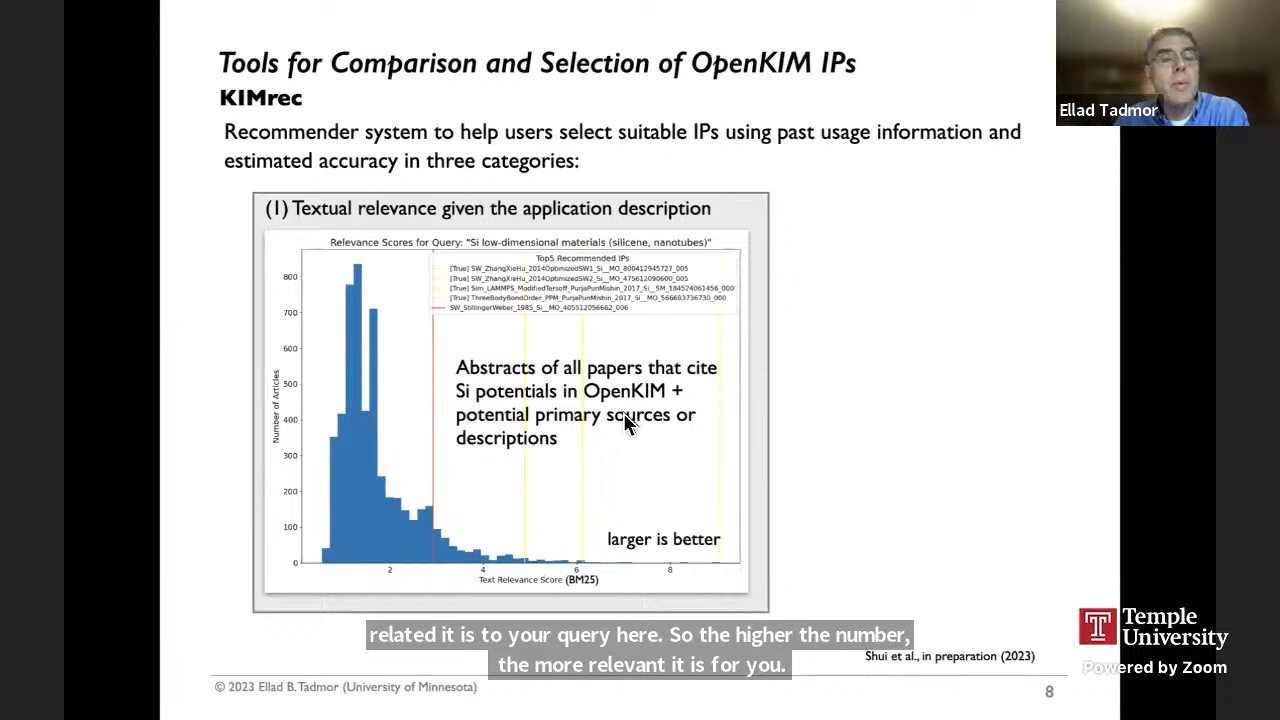 Tools for Comparison and Selection of OpenKIM IPs
KIMrec
Recommender system to help users select suitable IPs using past usage information and
estimated accuracy in three categories:
(1) Textual relevance given the application description
Relevance Scores for Query: "Si low-dimensional materials (silicene, nanotubes)"
Top5 Recommended IPs
[True] SW_ZhangXieHu_2014OptimizedSW1_Si__MO_800412945727_005
[True] SW_ZhangXieHu_2014OptimizedSW2_Si__MO_475612090600_005
[True] Sim_LAMMPS_ModifiedTersoff_PurjaPunMishin_2017_Si__SM_184524061456_000
[True] ThreeBodyBondOrder_PPM_PurjaPunMishin_2017_Si__MO_566683736730_000
SW_StillingerWeber_1985_Si__MO_405512056662_006
Number of Articles
800
700
600
500
400
300
200
100
0
2
4
6
8
Text Relevance Score (BM25)
Abstracts of all papers that cite
Si potentials in OpenKIM +
potential primary sources or
descriptions
larger is better
related it is to your query here. So the higher the number,
the more relevant it is for you.
Shui et al., in preparation (2023)
© 2023 Ellad B. Tadmor (University of Minnesota)
8
Ellad Tadmor
Temple
University
Powered by Zoom